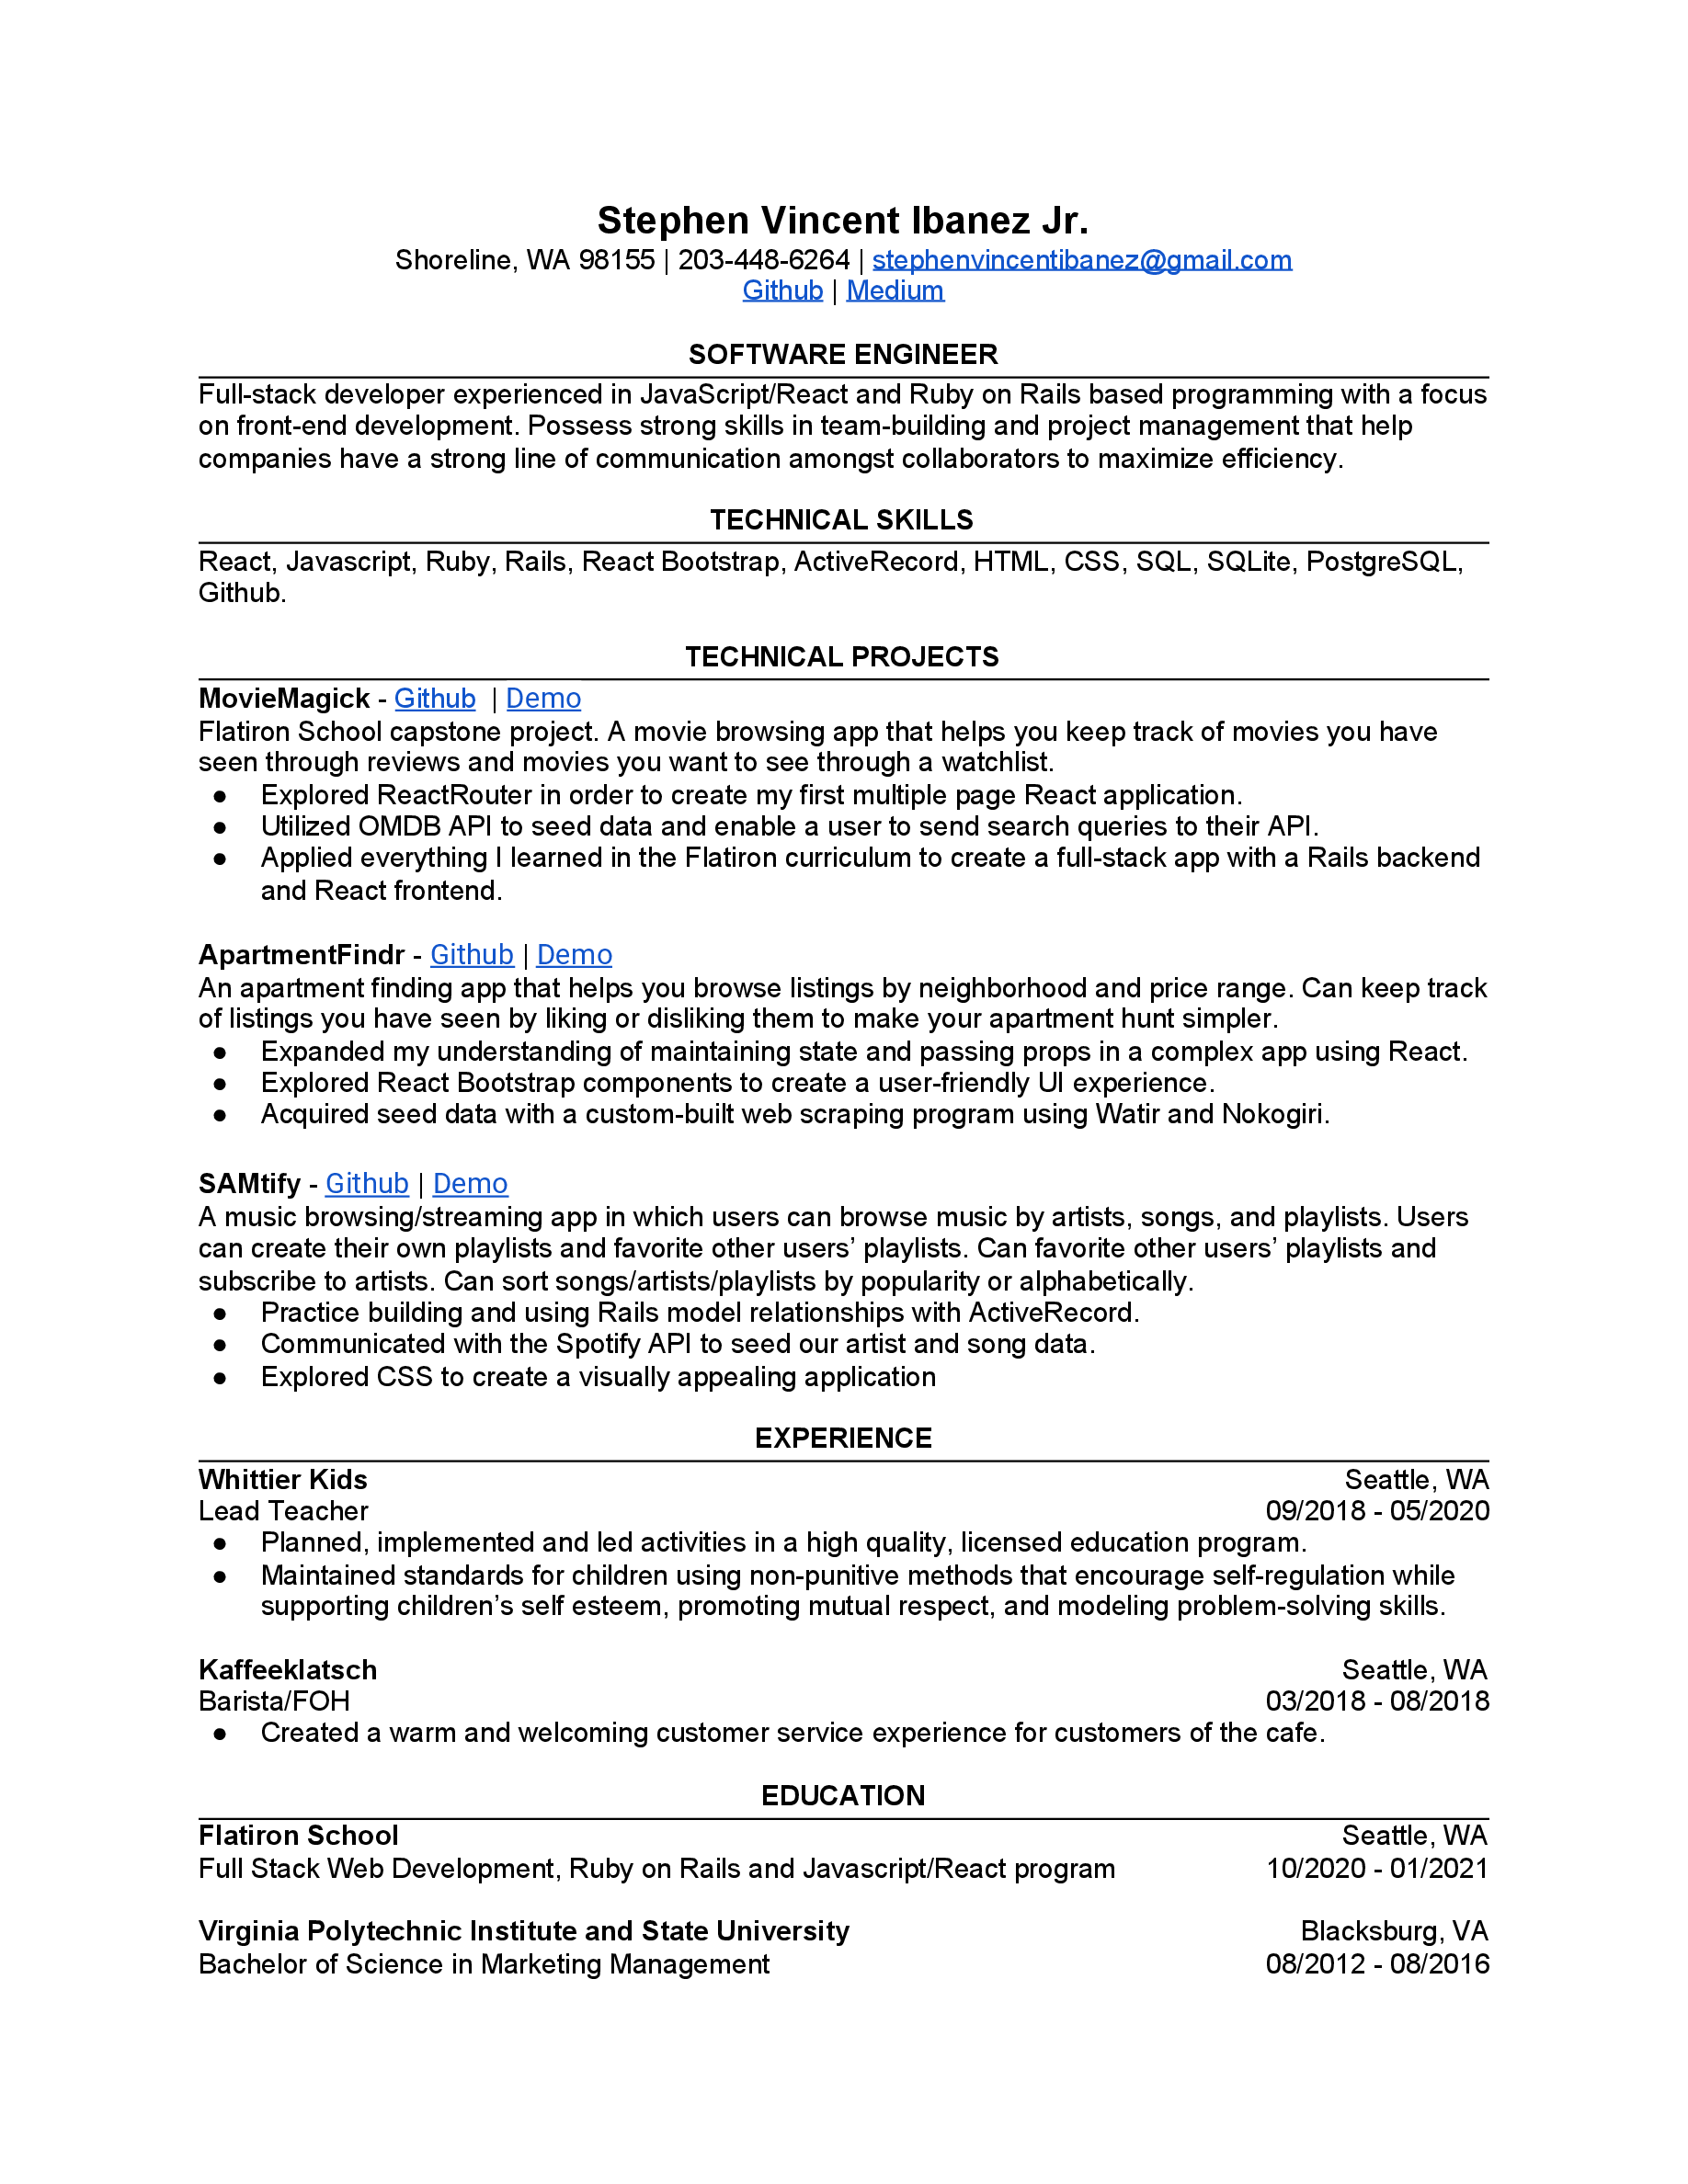 Stephen Vincent Ibanez Jr.
Shoreline, WA 98155 | 203-448-6264 | stephenvincentibanez@gmail.com
Github | Medium
SOFTWARE ENGINEER
Full-stack developer experienced in JavaScript/React and Ruby on Rails based programming with a focus
on front-end development. Possess strong skills in team-building and project management that help
companies have a strong line of communication amongst collaborators to maximize efficiency.
TECHNICAL SKILLS
React, Javascript, Ruby, Rails, React Bootstrap, ActiveRecord, HTML, CSS, SQL, SQLite, PostgreSQL,
Github.
TECHNICAL PROJECTS
MovieMagick - Github | Demo
Flatiron School capstone project. A movie browsing app that helps you keep track of movies you have
seen through reviews and movies you want to see through a watchlist.
● Explored ReactRouter in order to create my first multiple page React application.
● Utilized OMDB API to seed data and enable a user to send search queries to their API.
● Applied everything I learned in the Flatiron curriculum to create a full-stack app with a Rails backend
and React frontend.
ApartmentFindr - Github | Demo
An apartment finding app that helps you browse listings by neighborhood and price range. Can keep track
of listings you have seen by liking or disliking them to make your apartment hunt simpler.
● Expanded my understanding of maintaining state and passing props in a complex app using React.
● Explored React Bootstrap components to create a user-friendly UI experience.
● Acquired seed data with a custom-built web scraping program using Watir and Nokogiri.
SAMtify - Github | Demo
A music browsing/streaming app in which users can browse music by artists, songs, and playlists. Users
can create their own playlists and favorite other users’ playlists. Can favorite other users’ playlists and
subscribe to artists. Can sort songs/artists/playlists by popularity or alphabetically.
● Practice building and using Rails model relationships with ActiveRecord.
● Communicated with the Spotify API to seed our artist and song data.
● Explored CSS to create a visually appealing application
EXPERIENCE
Whittier Kids Seattle, WA
Lead Teacher 09/2018 - 05/2020
● Planned, implemented and led activities in a high quality, licensed education program.
● Maintained standards for children using non-punitive methods that encourage self-regulation while
supporting children’s self esteem, promoting mutual respect, and modeling problem-solving skills.
Kaffeeklatsch Seattle, WA
Barista/FOH 03/2018 - 08/2018
● Created a warm and welcoming customer service experience for customers of the cafe.
EDUCATION
Flatiron School Seattle, WA
Full Stack Web Development, Ruby on Rails and Javascript/React program 10/2020 - 01/2021
Virginia Polytechnic Institute and State University Blacksburg, VA
Bachelor of Science in Marketing Management 08/2012 - 08/2016